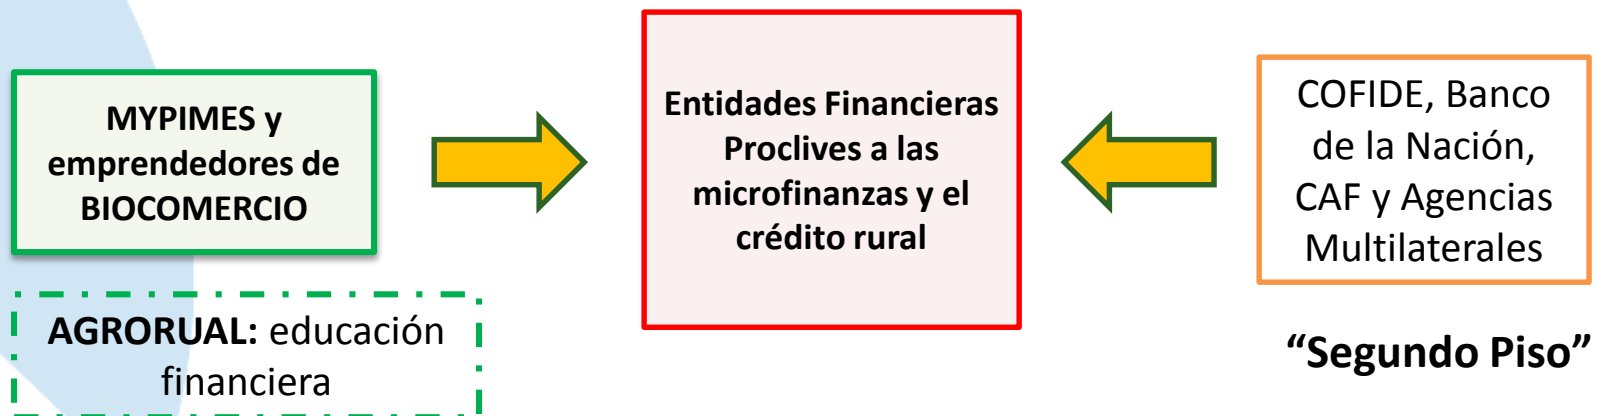 MYPIMES y
emprendedores de
BIOCOMERCIO
AGRORUAL: educación
financiera
Entidades Financieras
Proclives a las
microfinanzas y el
crédito rural
COFIDE, Banco
de la Nación,
CAF y Agencias
Multilaterales
“Segundo Piso”